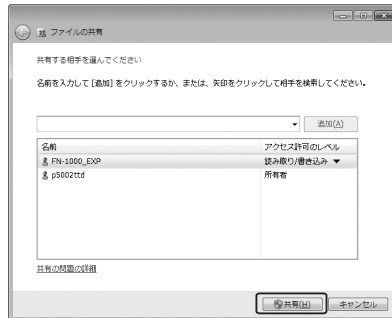 ファイルの共有
共有する相手を選んでください
名前を入力して [追加] をクリックするか、または、矢印をクリックして相手を検索してください。
追加(A)
名前 アクセス許可のレベル
FN-1000_EXP 読み取り/書き込み ▼
p5002ttd 所有者
共有の問題の詳細
共有(H) キャンセル